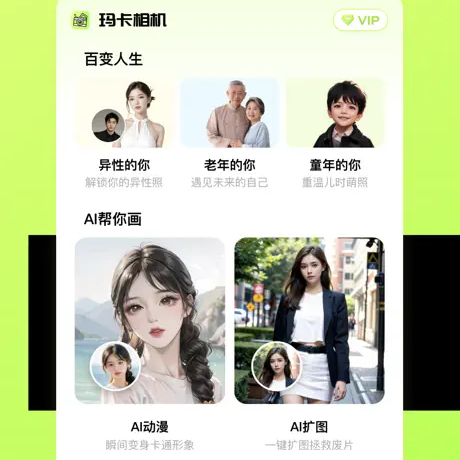 玛卡相机
VIP
百变人生
异性的你 老年的你 童年的你
解锁你的异性照 遇见未来的自己 重温儿时萌照
AI帮你画
AI动漫 AI扩图
瞬间变身卡通形象 一键扩图拯救废片